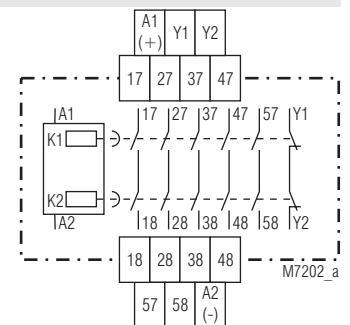 A1 (+) Y1 Y2
17 27 37 47
A1 17 27 37 47 57 Y1
K1
K2
A2 18 28 38 48 58 Y2
18 28 38 48
M7202_a
57 58 A2 (-)